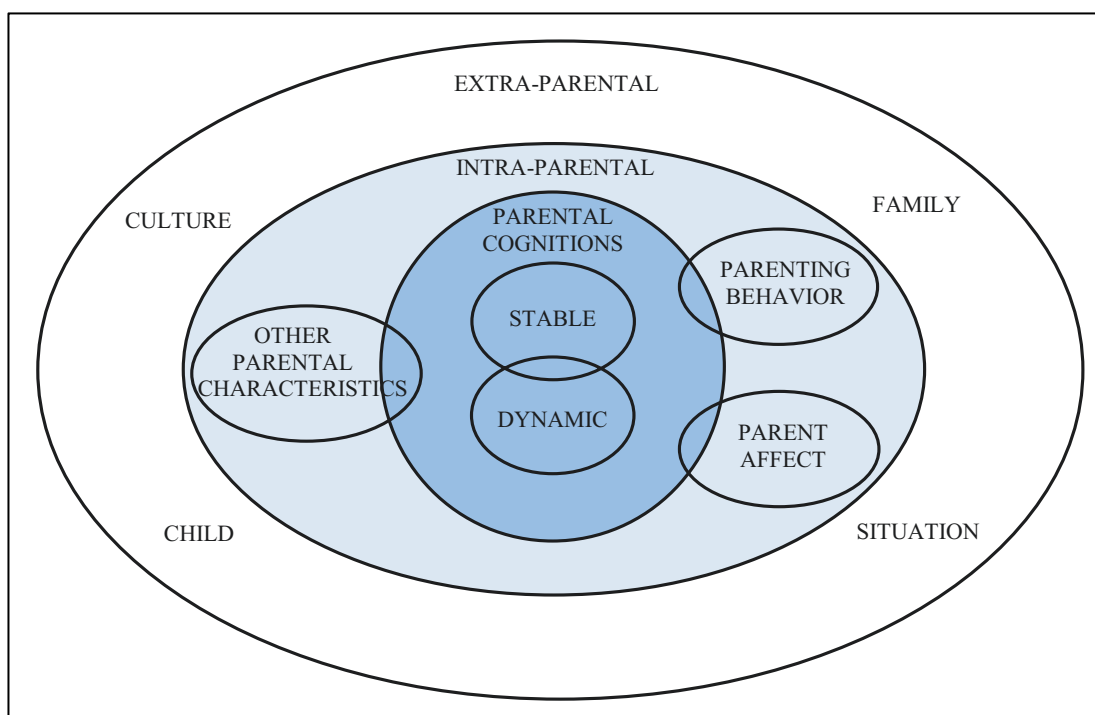 EXTRA-PARENTAL
INTRA-PARENTAL
CULTURE
FAMILY
PARENTAL
COGNITIONS
PARENTING
BEHAVIOR
STABLE
OTHER
PARENTAL
CHARACTERISTICS
DYNAMIC
PARENT
AFFECT
CHILD
SITUATION